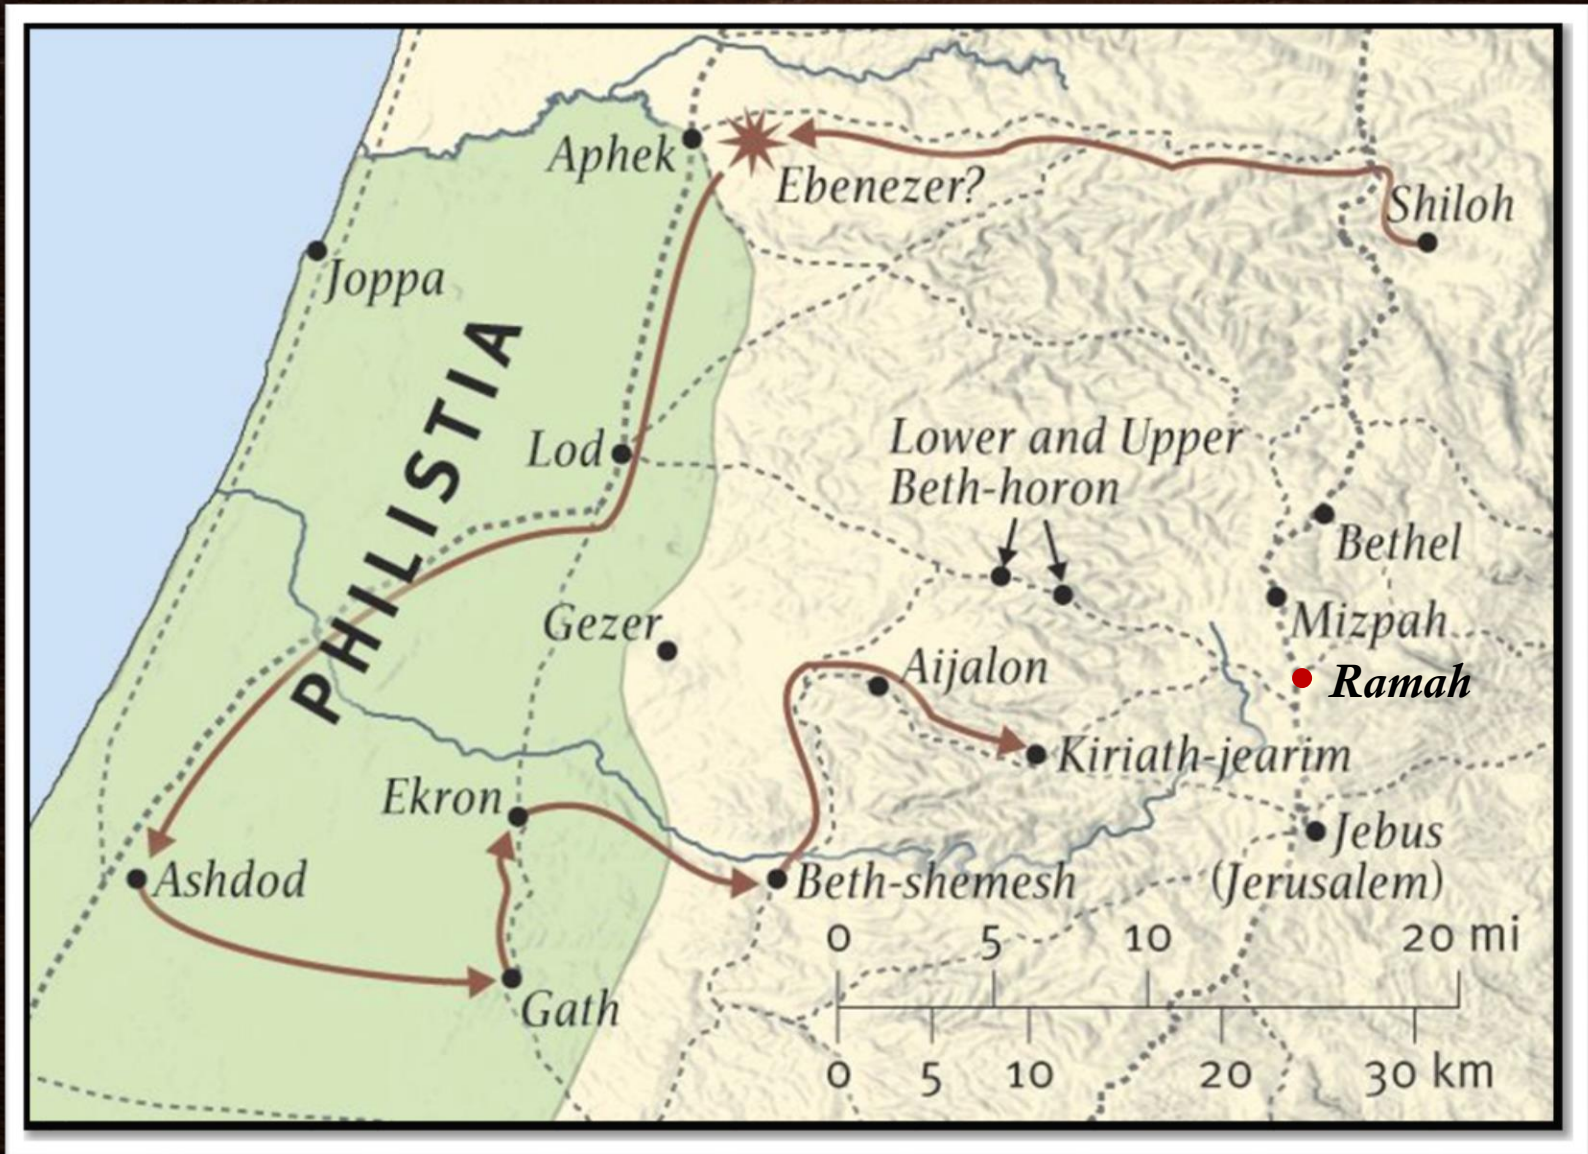 Aphek
Ebenezer?
Shiloh
Joppa
PHILISTIA
Lod
Lower and Upper
Beth-horon
Bethel
Gezer
Mizpah
Aijalon
Ramah
Kiriath-jearim
Ekron
Jebus
(Jerusalem)
Ashdod
Beth-shemesh
Gath
0 5 10 20 mi
0 5 10 20 30 km